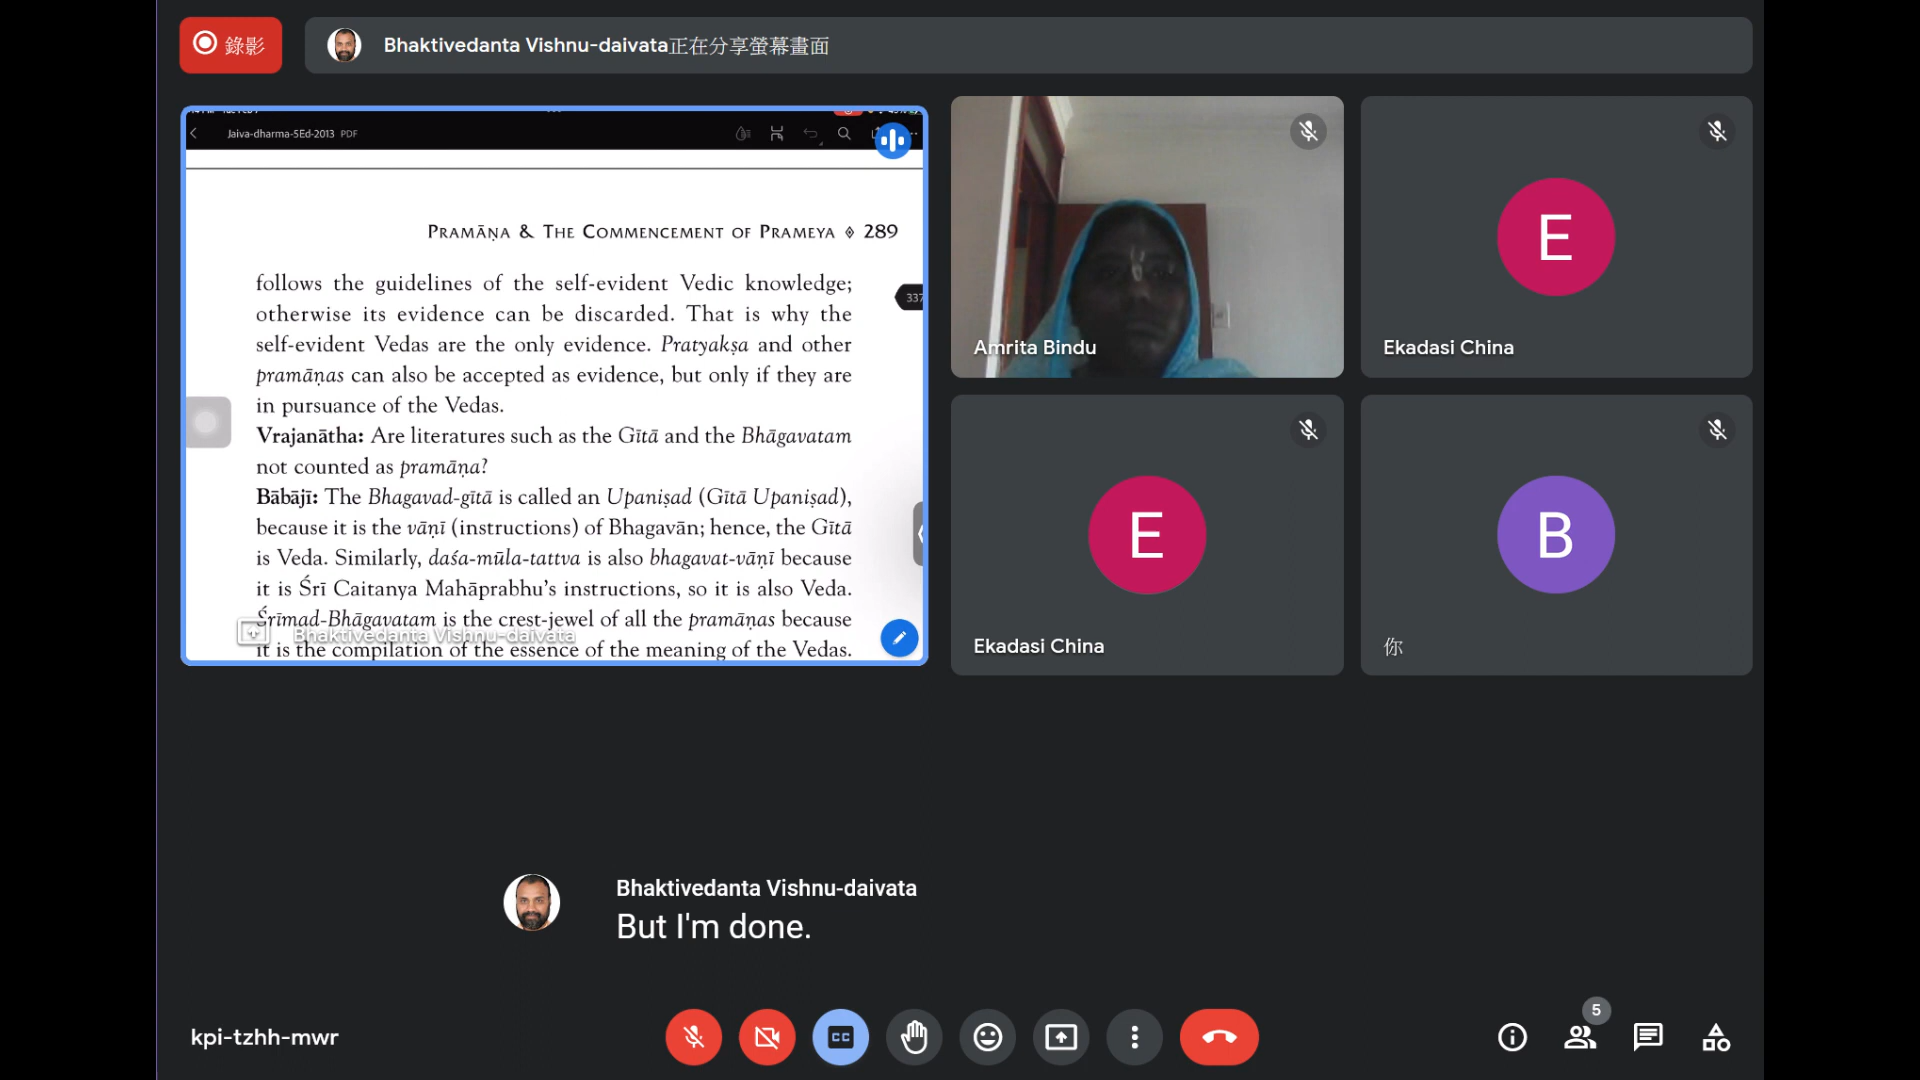 錄影
Bhaktivedanta Vishnu-daivata正在分享螢幕畫面
Jaiva-dharma-5Ed-2013 PDF
PRAMĀṆA & THE COMMENCEMENT OF PRAMEYA ◊ 289
follows the guidelines of the self-evident Vedic knowledge;
otherwise its evidence can be discarded. That is why the
self-evident Vedas are the only evidence. Pratyakṣa and other
pramāṇas can also be accepted as evidence, but only if they are
in pursuance of the Vedas.
Vrajanātha: Are literatures such as the Gītā and the Bhāgavatam
not counted as pramāṇa?
Bābājī: The Bhagavad-gītā is called an Upaniṣad (Gītā Upaniṣad),
because it is the vāṇī (instructions) of Bhagavān; hence, the Gītā
is Veda. Similarly, daśa-mūla-tattva is also bhagavat-vāṇī because
it is Śrī Caitanya Mahāprabhu's instructions, so it is also Veda.
Śrīmad-Bhāgavatam is the crest-jewel of all the pramāṇas because
it is the compilation of the essence of the meaning of the Vedas.
337
Bhaktivedanta Vishnu-daivata
Amrita Bindu
E
Ekadasi China
E
Ekadasi China
B
你
Bhaktivedanta Vishnu-daivata
But I'm done.
kpi-tzhh-mwr
CC
5